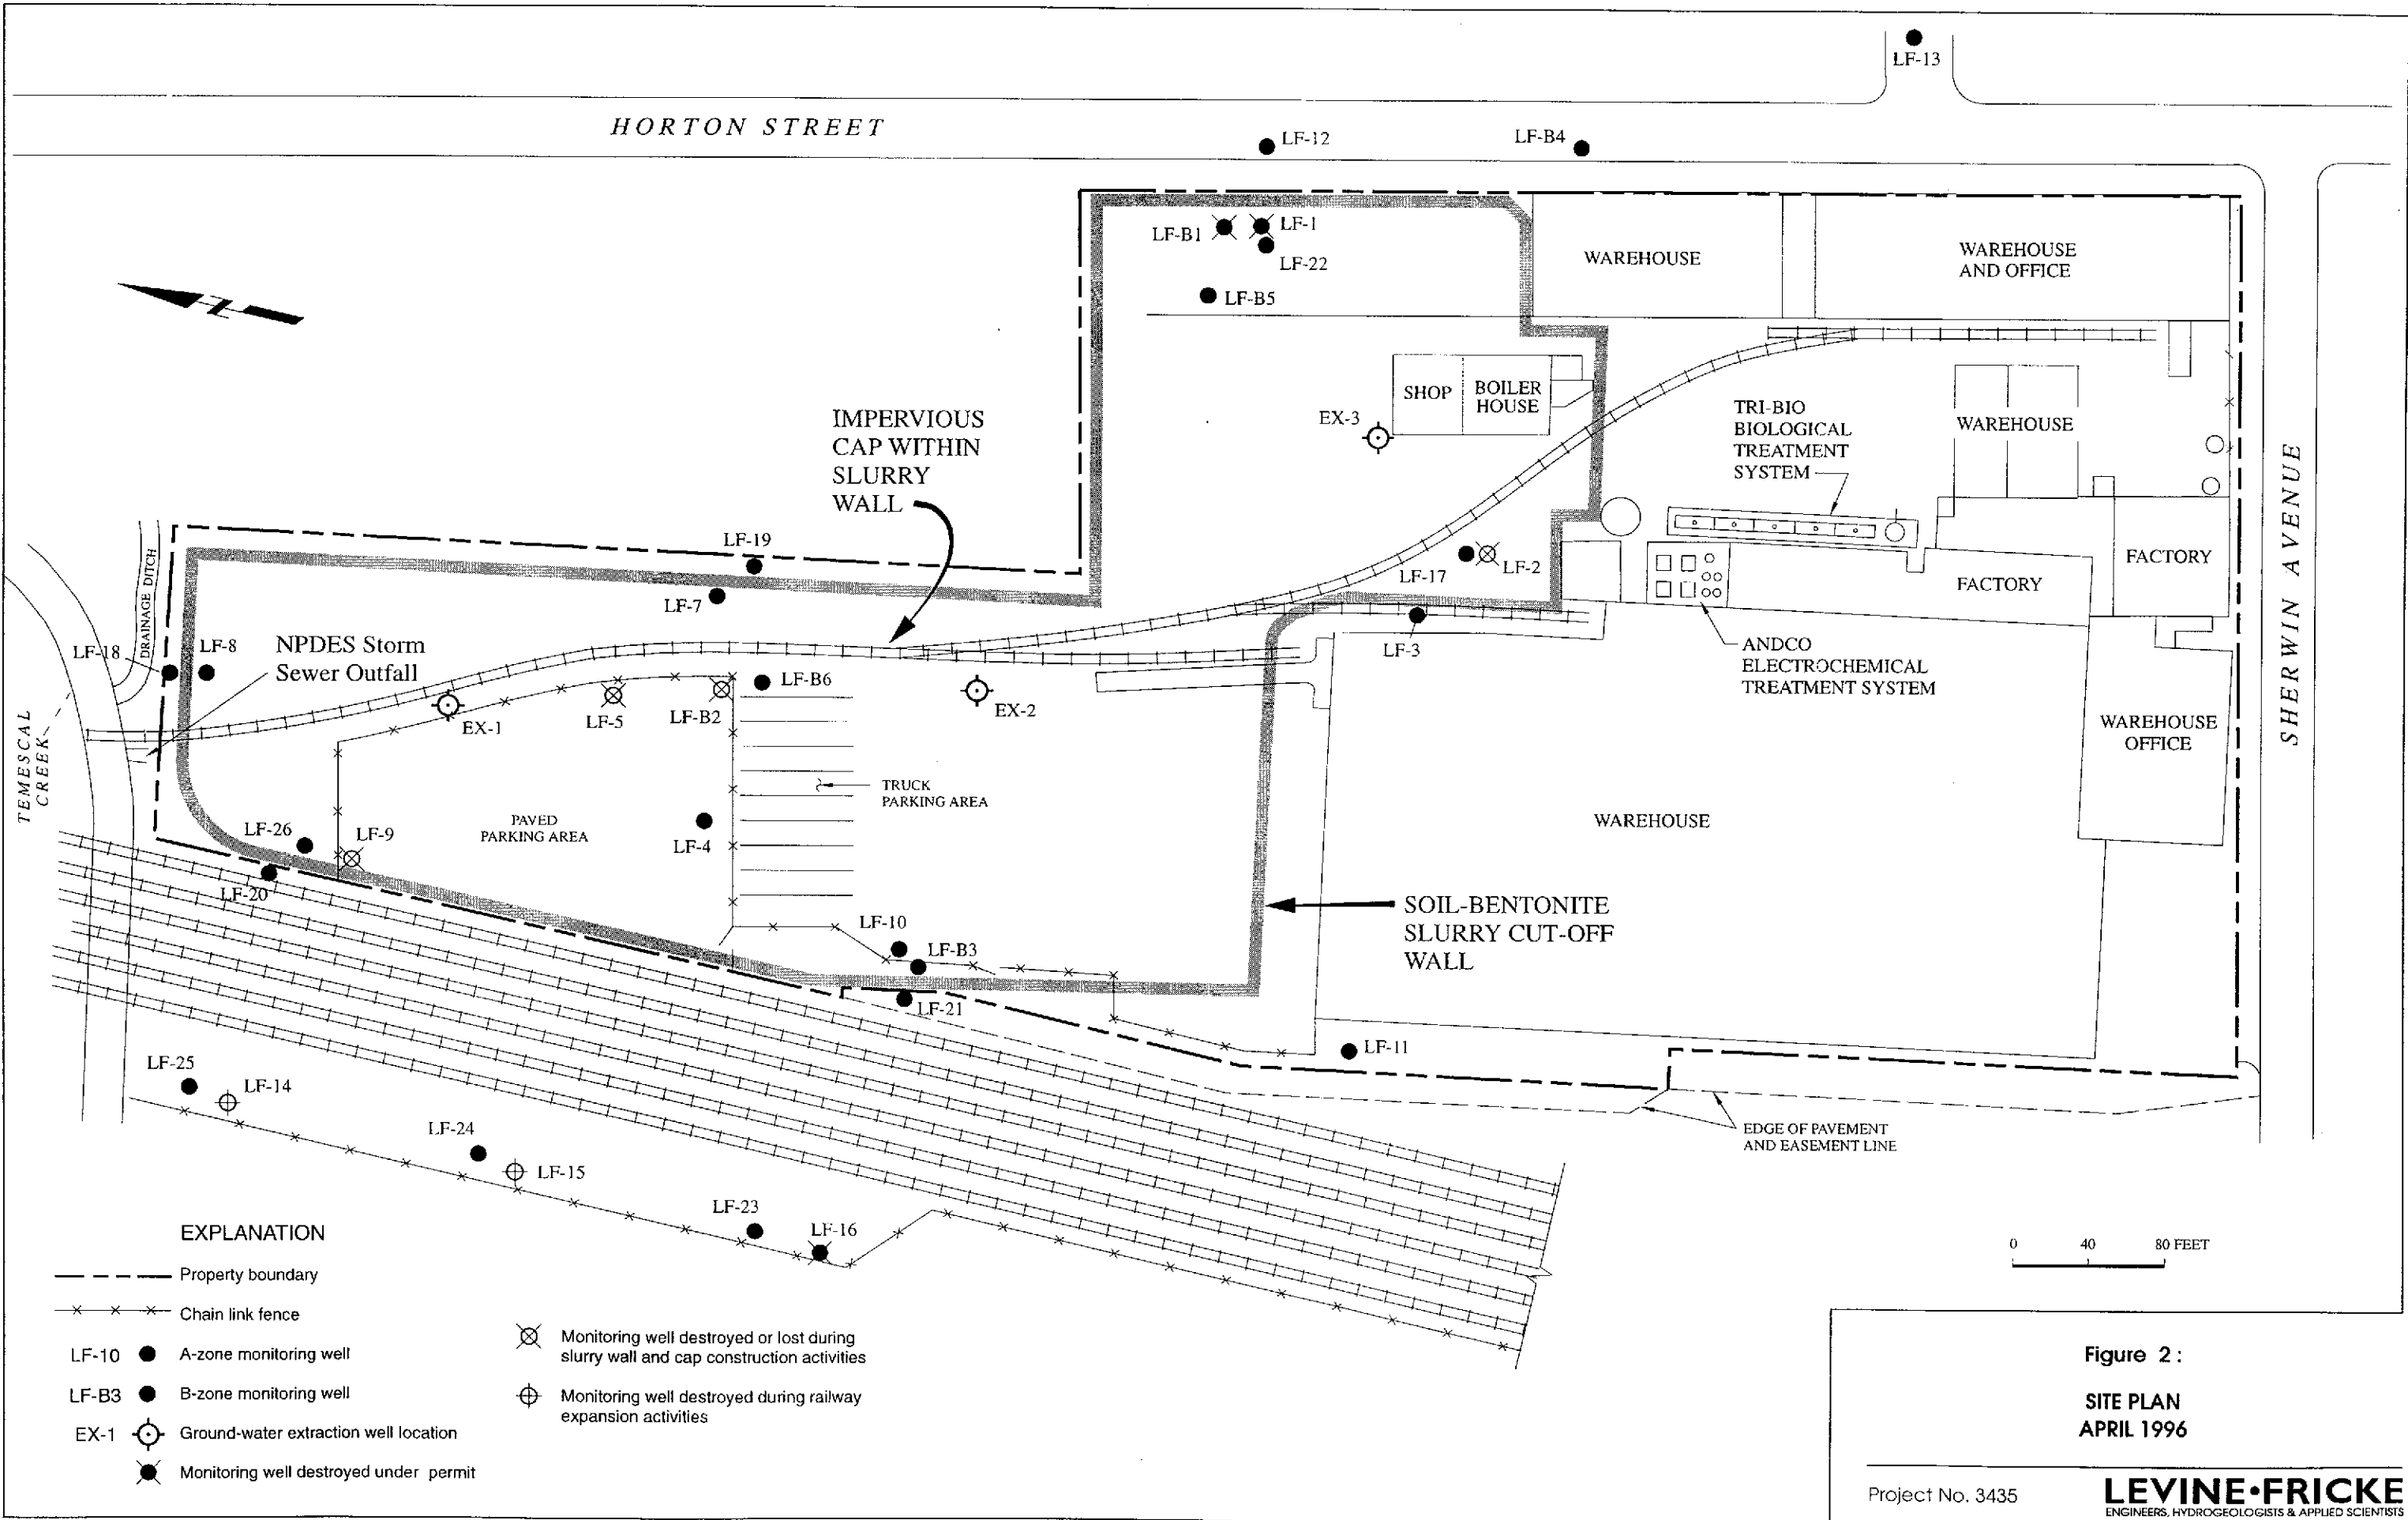 LF-13
HORTON STREET
LF-12
LF-B4
LF-B1
LF-1
LF-22
LF-B5
WAREHOUSE
WAREHOUSE
AND OFFICE
SHOP
BOILER
HOUSE
EX-3
TRI-BIO
BIOLOGICAL
TREATMENT
SYSTEM
WAREHOUSE
IMPERVIOUS
CAP WITHIN
SLURRY
WALL
SHERWIN AVENUE
LF-19
LF-7
LF-17
LF-2
FACTORY
FACTORY
DRAINAGE DITCH
LF-18
LF-8
NPDES Storm
Sewer Outfall
LF-3
ANDCO
ELECTROCHEMICAL
TREATMENT SYSTEM
TEMESCAL
CREEK
EX-1
LF-5
LF-B2
LF-B6
EX-2
WAREHOUSE
OFFICE
TRUCK
PARKING AREA
PAVED
PARKING AREA
WAREHOUSE
LF-26
LF-9
LF-4
LF-20
LF-10
LF-B3
LF-21
SOIL-BENTONITE
SLURRY CUT-OFF
WALL
LF-11
LF-25
LF-14
LF-24
LF-15
LF-23
LF-16
EDGE OF PAVEMENT
AND EASEMENT LINE
0 40 80 FEET
EXPLANATION
Property boundary
Chain link fence
LF-10 A-zone monitoring well
LF-B3 B-zone monitoring well
EX-1 Ground-water extraction well location
Monitoring well destroyed under permit
Monitoring well destroyed or lost during
slurry wall and cap construction activities
Monitoring well destroyed during railway
expansion activities
Figure 2 :
SITE PLAN
APRIL 1996
Project No. 3435
LEVINE•FRICKE
ENGINEERS, HYDROGEOLOGISTS & APPLIED SCIENTISTS